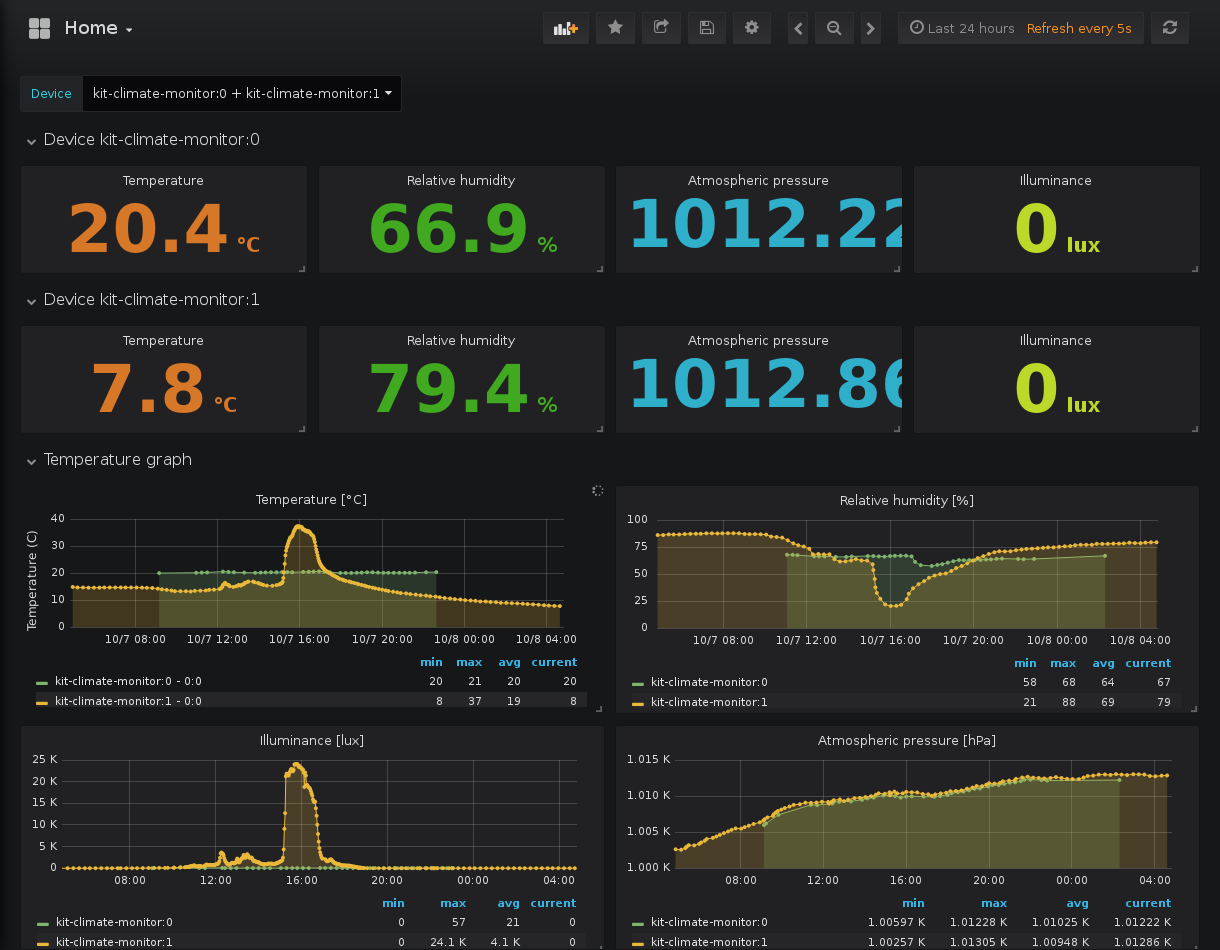 Home
Last 24 hours Refresh every 5s
Device kit-climate-monitor:0 + kit-climate-monitor:1
Device kit-climate-monitor:0
Temperature Relative humidity Atmospheric pressure Illuminance
20.4 °C 66.9 % 1012.22 0 lux
Device kit-climate-monitor:1
Temperature Relative humidity Atmospheric pressure Illuminance
7.8 °C 79.4 % 1012.86 0 lux
Temperature graph
Temperature [°C]
Temperature (C)
40
30
20
10
0
10/7 08:00 10/7 12:00 10/7 16:00 10/7 20:00 10/8 00:00 10/8 04:00
min max avg current
kit-climate-monitor:0 - 0:0 20 21 20 20
kit-climate-monitor:1 - 0:0 8 37 19 8
Relative humidity [%]
100
75
50
25
0
10/7 08:00 10/7 12:00 10/7 16:00 10/7 20:00 10/8 00:00 10/8 04:00
min max avg current
kit-climate-monitor:0 58 68 64 67
kit-climate-monitor:1 21 88 69 79
Illuminance [lux]
25 K
20 K
15 K
10 K
5 K
0
08:00 12:00 16:00 20:00 00:00 04:00
min max avg current
kit-climate-monitor:0 0 57 21 0
kit-climate-monitor:1 0 24.1 K 4.1 K 0
Atmospheric pressure [hPa]
1.015 K
1.010 K
1.005 K
1.000 K
08:00 12:00 16:00 20:00 00:00 04:00
min max avg current
kit-climate-monitor:0 1.00597 K 1.01228 K 1.01025 K 1.01222 K
kit-climate-monitor:1 1.00257 K 1.01305 K 1.00948 K 1.01286 K